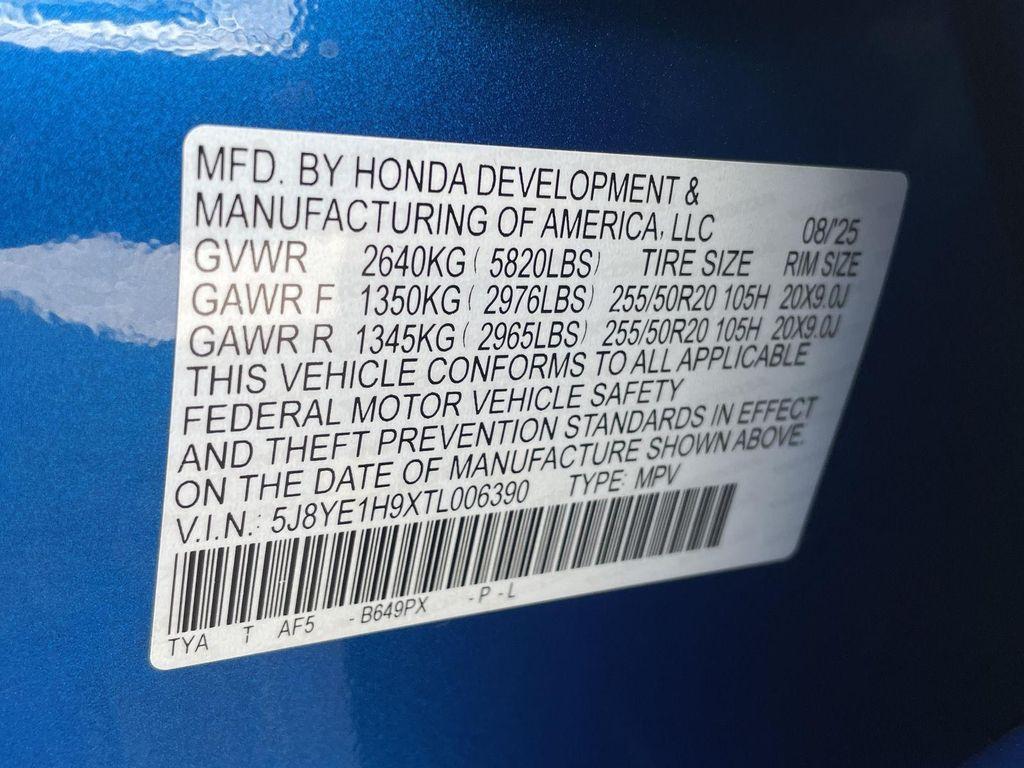 MFD. BY HONDA DEVELOPMENT &
MANUFACTURING OF AMERICA, LLC 08/'25
GVWR 2640KG ( 5820LBS) TIRE SIZE RIM SIZE
GAWR F 1350KG ( 2976LBS) 255/50R20 105H 20X9.0J
GAWR R 1345KG ( 2965LBS) 255/50R20 105H 20X9.0J
THIS VEHICLE CONFORMS TO ALL APPLICABLE
FEDERAL MOTOR VEHICLE SAFETY
AND THEFT PREVENTION STANDARDS IN EFFECT
ON THE DATE OF MANUFACTURE SHOWN ABOVE.
V.I.N.: 5J8YE1H9XTL006390 TYPE: MPV
TYA T AF5 - B649PX - P - L